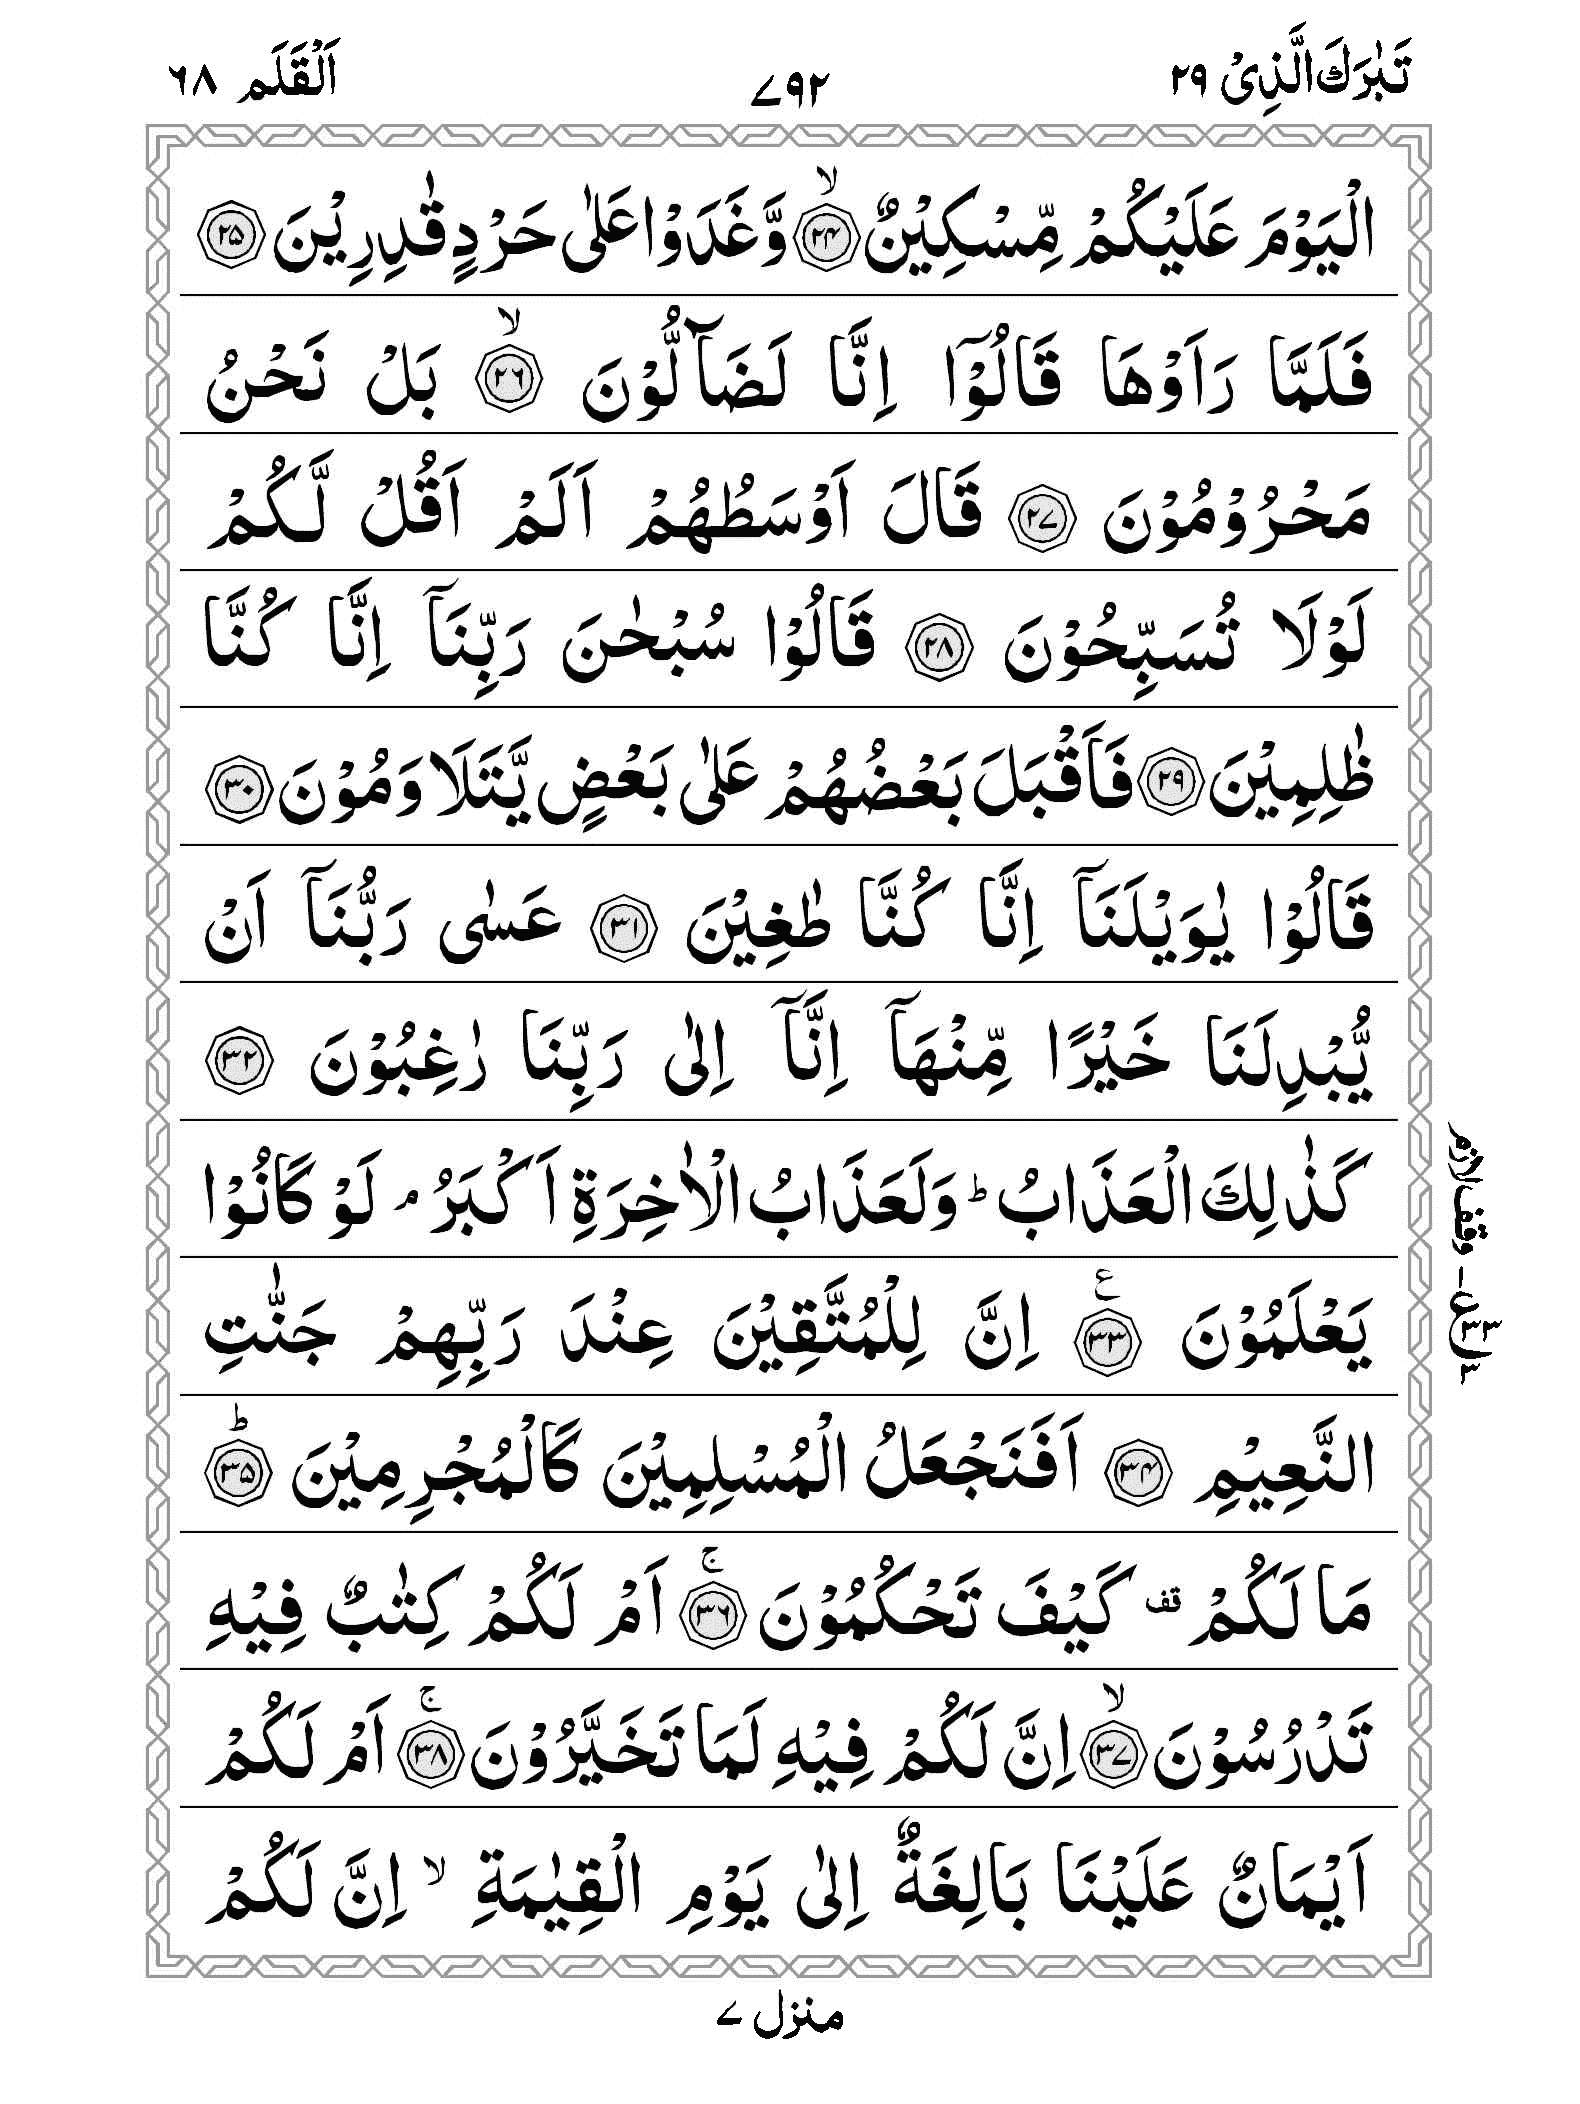 تَبٰرَكَ الَّذِیْ ۲۹ ۷۹۲ اَلْقَلَم ۶۸
الْیَوْمَ عَلَیْكُمْ مِّسْكِیْنٌ ۙ۲۴ وَّغَدَوْا عَلٰی حَرْدٍ قٰدِرِیْنَ ۲۵
فَلَمَّا رَاَوْهَا قَالُوْۤا اِنَّا لَضَآلُّوْنَ ۙ۲۶ بَلْ نَحْنُ
مَحْرُوْمُوْنَ ۲۷ قَالَ اَوْسَطُهُمْ اَلَمْ اَقُلْ لَّكُمْ
لَوْلَا تُسَبِّحُوْنَ ۲۸ قَالُوْا سُبْحٰنَ رَبِّنَاۤ اِنَّا كُنَّا
ظٰلِمِیْنَ ۲۹ فَاَقْبَلَ بَعْضُهُمْ عَلٰی بَعْضٍ یَّتَلَاوَمُوْنَ ۳۰
قَالُوْا یٰوَیْلَنَاۤ اِنَّا كُنَّا طٰغِیْنَ ۳۱ عَسٰی رَبُّنَاۤ اَنْ
یُّبْدِلَنَا خَیْرًا مِّنْهَاۤ اِنَّاۤ اِلٰی رَبِّنَا رٰغِبُوْنَ ۳۲
كَذٰلِكَ الْعَذَابُ ؕ وَلَعَذَابُ الْاٰخِرَةِ اَكْبَرُ ۘ لَوْ كَانُوْا
یَعْلَمُوْنَ ۳۳ ع اِنَّ لِلْمُتَّقِیْنَ عِنْدَ رَبِّهِمْ جَنّٰتِ
النَّعِیْمِ ۳۴ اَفَنَجْعَلُ الْمُسْلِمِیْنَ كَالْمُجْرِمِیْنَ ؕ۳۵
مَا لَكُمْ قف كَیْفَ تَحْكُمُوْنَ ۚ۳۶ اَمْ لَكُمْ كِتٰبٌ فِیْهِ
تَدْرُسُوْنَ ۙ۳۷ اِنَّ لَكُمْ فِیْهِ لَمَا تَخَیَّرُوْنَ ۚ۳۸ اَمْ لَكُمْ
اَیْمَانٌ عَلَیْنَا بَالِغَةٌ اِلٰی یَوْمِ الْقِیٰمَةِ ۙ اِنَّ لَكُمْ
وقف لازم
ع ۳۳ ۳
منزل ۷